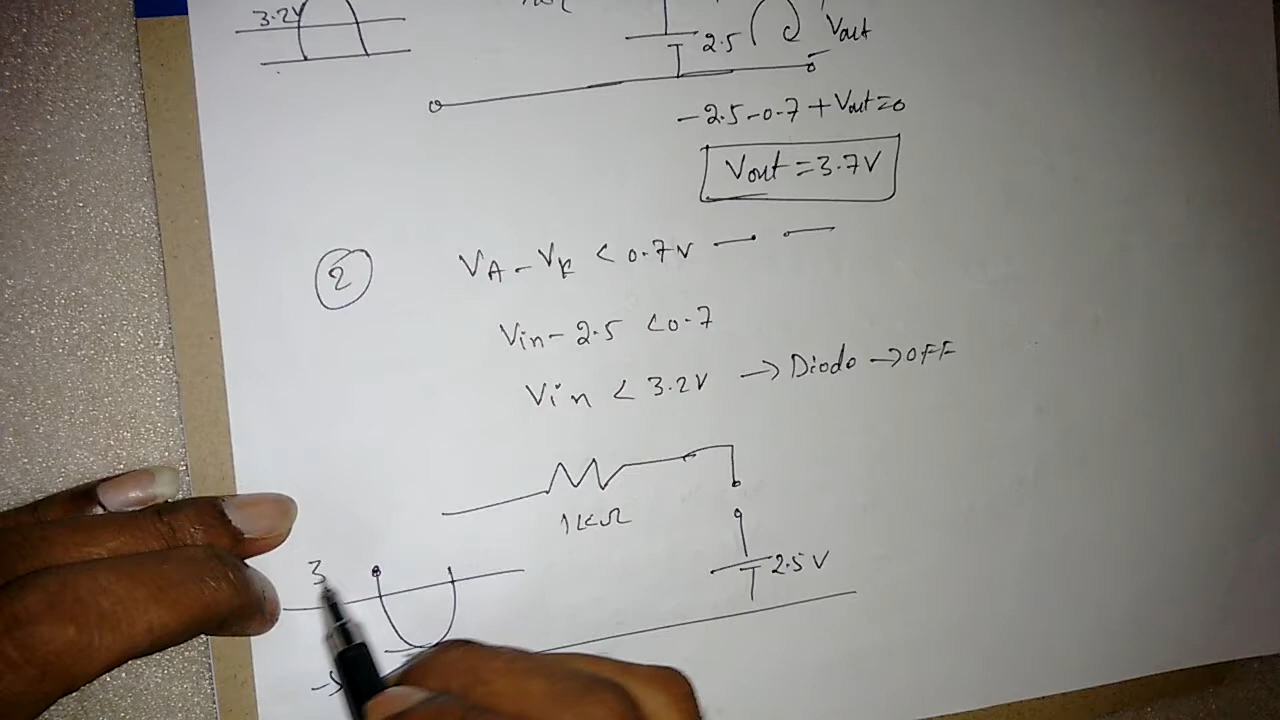 3.2V
2.5
Vout
-2.5-0.7+Vout=0
Vout=3.7V
2
VA-VK <0.7V
Vin-2.5 <0.7
Vin < 3.2V → Diode → OFF
1KΩ
2.5V
3